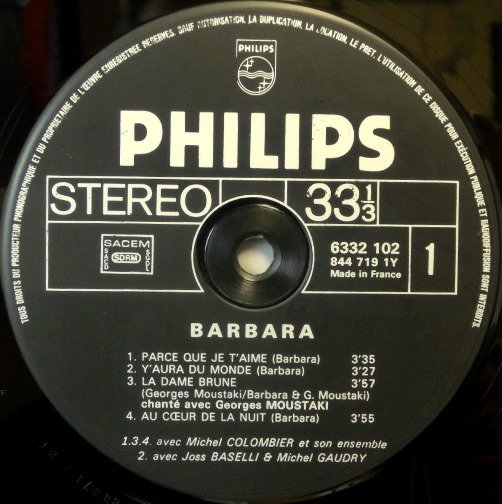 TOUS DROITS DU PRODUCTEUR PHONOGRAPHIQUE ET DU PROPRIETAIRE DE L'ŒUVRE ENREGISTREE RESERVES. SAUF AUTORISATION, LA DUPLICATION, LA LOCATION, LE PRET, L'UTILISATION DE CE DISQUE POUR EXÉCUTION PUBLIQUE ET RADIODIFFUSION SONT INTERDITS.
PHILIPS
PHILIPS
STEREO
33 1/3
SACEM
SACD SDRM SGDL
6332 102
844 719 1Y
Made in France
1
BARBARA
1. PARCE QUE JE T'AIME (Barbara) 3'35
2. Y'AURA DU MONDE (Barbara) 3'27
3. LA DAME BRUNE 3'57
(Georges Moustaki/Barbara & G. Moustaki)
chanté avec Georges MOUSTAKI
4. AU CŒUR DE LA NUIT (Barbara) 3'55
1.3.4. avec Michel COLOMBIER et son ensemble
2. avec Joss BASELLI & Michel GAUDRY